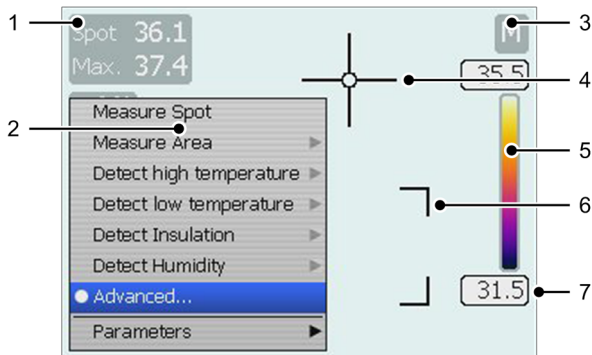 1
Spot 36.1
Max. 37.4
M
3
35.5
4
2
Measure Spot
Measure Area
Detect high temperature
Detect low temperature
Detect Insulation
Detect Humidity
Advanced...
Parameters
5
6
31.5
7